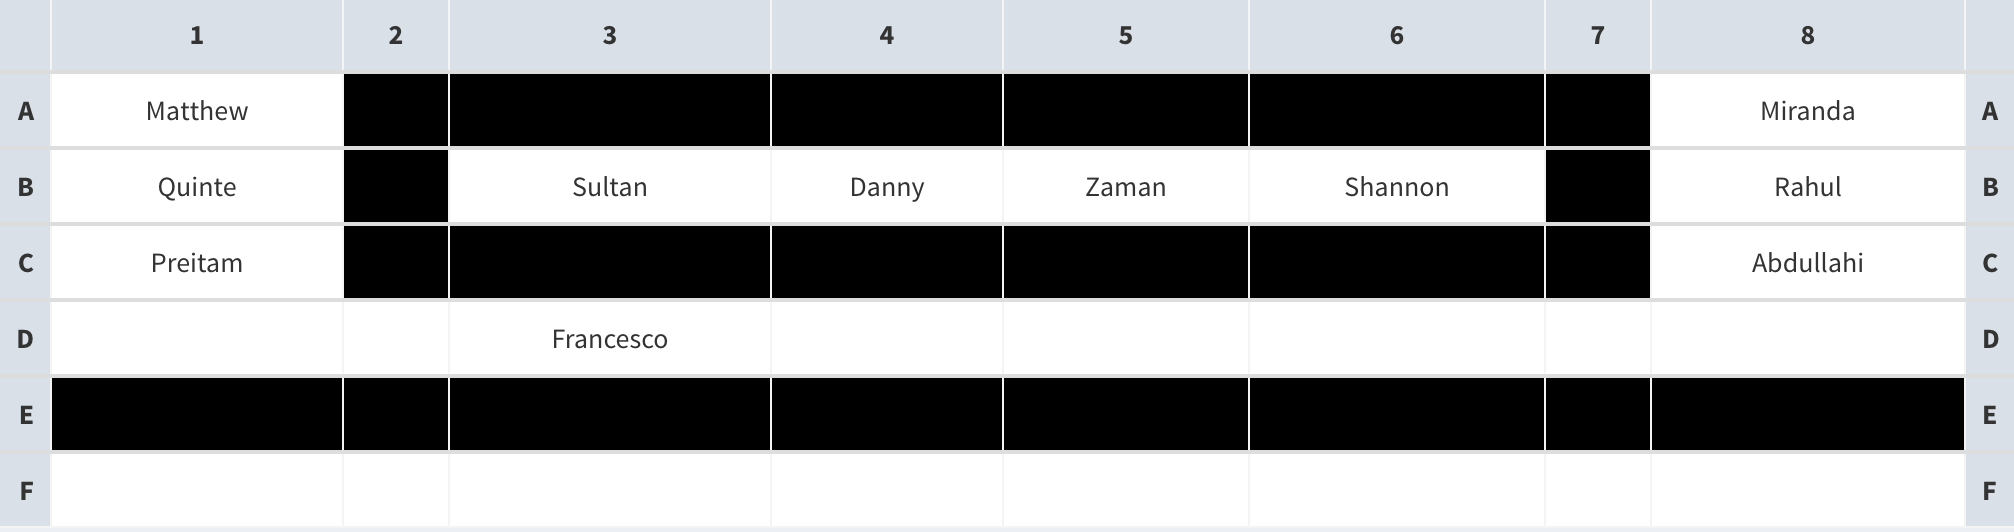 1 2 3 4 5 6 7 8
A Matthew Miranda A
B Quinte Sultan Danny Zaman Shannon Rahul B
C Preitam Abdullahi C
D Francesco D
E E
F F